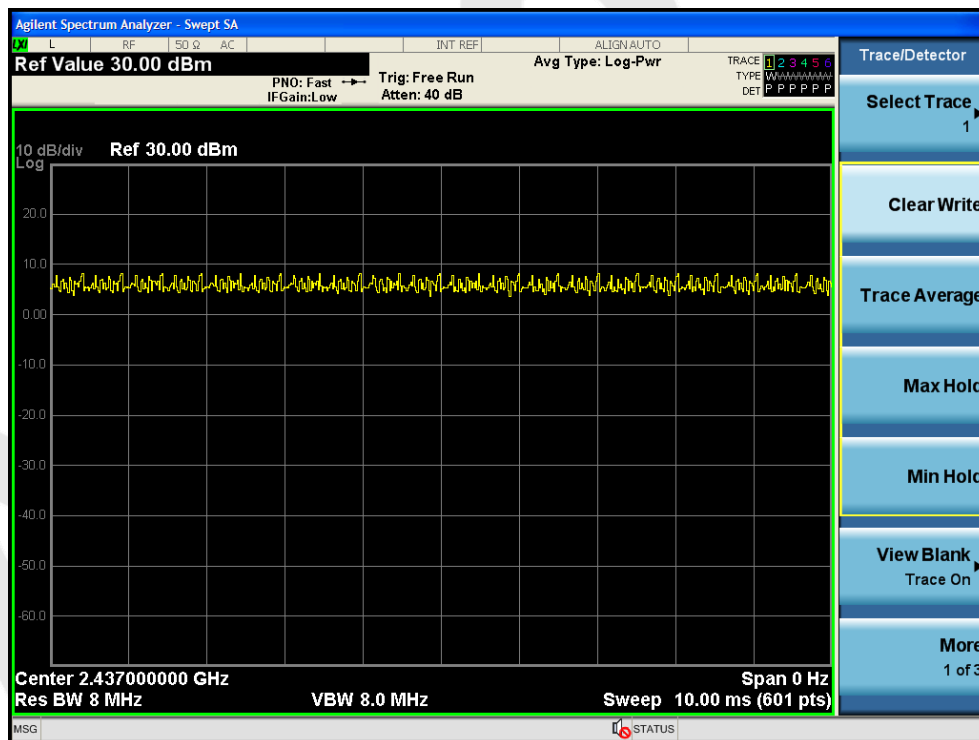 Agilent Spectrum Analyzer - Swept SA
LXI L RF 50 Ω AC INT REF ALIGNAUTO
Ref Value 30.00 dBm
PNO: Fast
IFGain:Low
Trig: Free Run
Atten: 40 dB
Avg Type: Log-Pwr
TRACE 1 2 3 4 5 6
TYPE
DET P P P P P P
10 dB/div Ref 30.00 dBm
Log
20.0
10.0
0.00
-10.0
-20.0
-30.0
-40.0
-50.0
-60.0
Center 2.437000000 GHz Span 0 Hz
Res BW 8 MHz VBW 8.0 MHz Sweep 10.00 ms (601 pts)
MSG STATUS
Trace/Detector
Select Trace
1
Clear Write
Trace Average
Max Hold
Min Hold
View Blank
Trace On
More
1 of 3